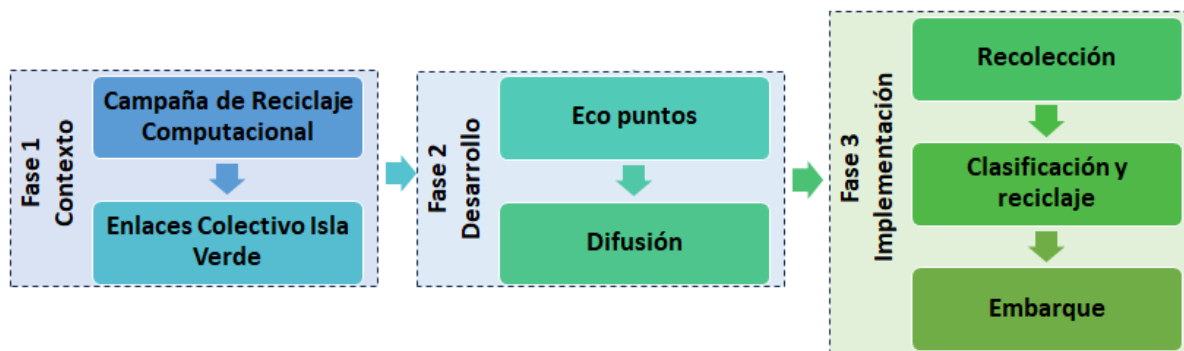 Fase 1
Contexto
Campaña de Reciclaje
Computacional
Enlaces Colectivo Isla
Verde
Fase 2
Desarrollo
Eco puntos
Difusión
Fase 3
Implementación
Recolección
Clasificación y
reciclaje
Embarque